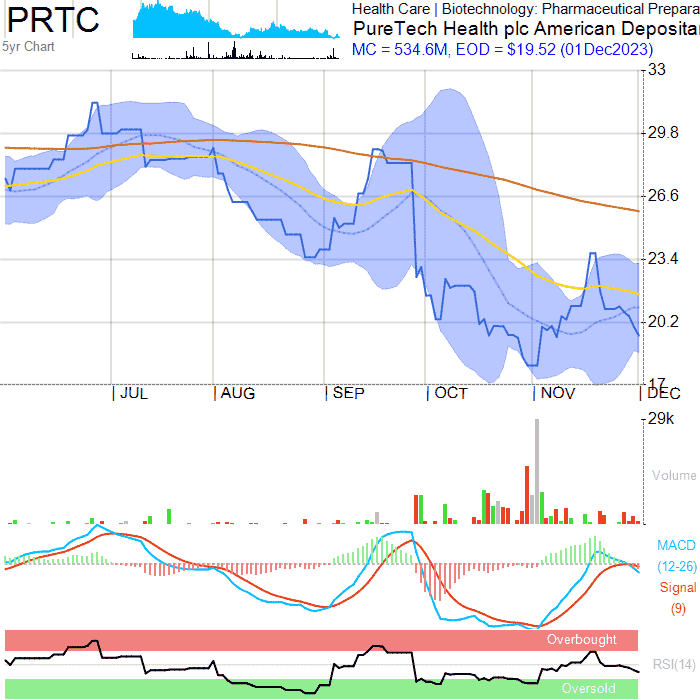 PRTC
5yr Chart
Health Care | Biotechnology: Pharmaceutical Prepara
PureTech Health plc American Depositar
MC = 534.6M, EOD = $19.52 (01Dec2023)
33
29.8
26.6
23.4
20.2
17
JUL
AUG
SEP
OCT
NOV
DEC
29k
Volume
MACD
(12-26)
Signal
(9)
Overbought
RSI(14)
Oversold